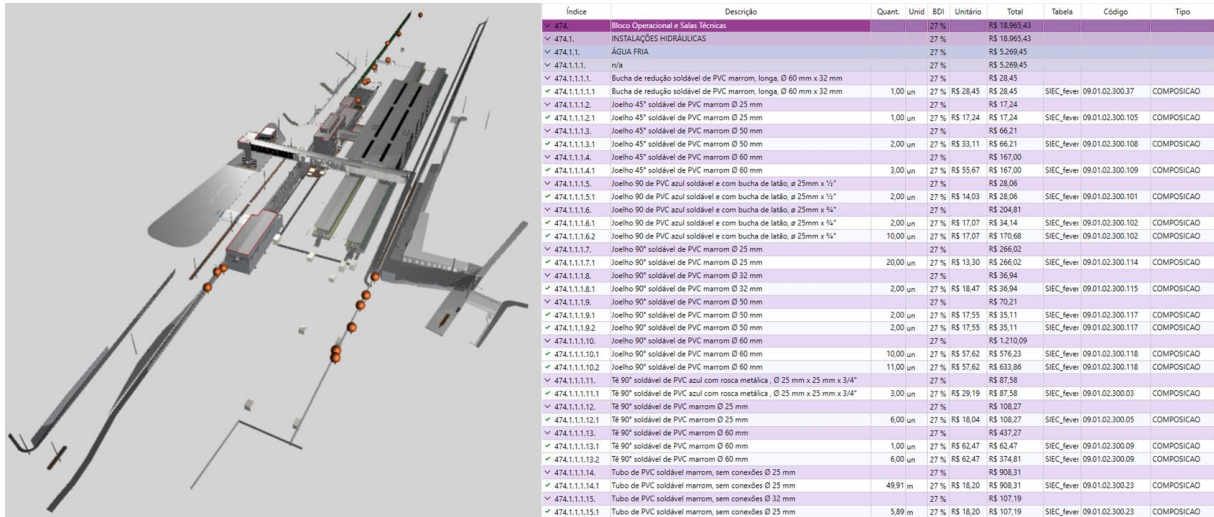 Índice Descrição Quant. Unid BDI Unitário Total Tabela Código Tipo
474. Bloco Operacional e Salas Técnicas 27 % R$ 18.965,43
474.1. INSTALAÇÕES HIDRÁULICAS 27 % R$ 18.965,43
474.1.1. ÁGUA FRIA 27 % R$ 5.269,45
474.1.1.1. n/a 27 % R$ 5.269,45
474.1.1.1.1. Bucha de redução soldável de PVC marrom, longa, Ø 60 mm x 32 mm 27 % R$ 28,45
474.1.1.1.1.1 Bucha de redução soldável de PVC marrom, longa, Ø 60 mm x 32 mm 1,00 un 27 % R$ 28,45 R$ 28,45 SIEC_fever 09.01.02.300.37 COMPOSICAO
474.1.1.1.2. Joelho 45° soldável de PVC marrom Ø 25 mm 27 % R$ 17,24
474.1.1.1.2.1 Joelho 45° soldável de PVC marrom Ø 25 mm 1,00 un 27 % R$ 17,24 R$ 17,24 SIEC_fever 09.01.02.300.105 COMPOSICAO
474.1.1.1.3. Joelho 45° soldável de PVC marrom Ø 50 mm 27 % R$ 66,21
474.1.1.1.3.1 Joelho 45° soldável de PVC marrom Ø 50 mm 2,00 un 27 % R$ 33,11 R$ 66,21 SIEC_fever 09.01.02.300.108 COMPOSICAO
474.1.1.1.4. Joelho 45° soldável de PVC marrom Ø 60 mm 27 % R$ 167,00
474.1.1.1.4.1 Joelho 45° soldável de PVC marrom Ø 60 mm 3,00 un 27 % R$ 55,67 R$ 167,00 SIEC_fever 09.01.02.300.109 COMPOSICAO
474.1.1.1.5. Joelho 90 de PVC azul soldável e com bucha de latão, ø 25mm x ½" 27 % R$ 28,06
474.1.1.1.5.1 Joelho 90 de PVC azul soldável e com bucha de latão, ø 25mm x ½" 2,00 un 27 % R$ 14,03 R$ 28,06 SIEC_fever 09.01.02.300.101 COMPOSICAO
474.1.1.1.6. Joelho 90 de PVC azul soldável e com bucha de latão, ø 25mm x ¾" 27 % R$ 204,81
474.1.1.1.6.1 Joelho 90 de PVC azul soldável e com bucha de latão, ø 25mm x ¾" 2,00 un 27 % R$ 17,07 R$ 34,14 SIEC_fever 09.01.02.300.102 COMPOSICAO
474.1.1.1.6.2 Joelho 90 de PVC azul soldável e com bucha de latão, ø 25mm x ¾" 10,00 un 27 % R$ 17,07 R$ 170,68 SIEC_fever 09.01.02.300.102 COMPOSICAO
474.1.1.1.7. Joelho 90° soldável de PVC marrom Ø 25 mm 27 % R$ 266,02
474.1.1.1.7.1 Joelho 90° soldável de PVC marrom Ø 25 mm 20,00 un 27 % R$ 13,30 R$ 266,02 SIEC_fever 09.01.02.300.114 COMPOSICAO
474.1.1.1.8. Joelho 90° soldável de PVC marrom Ø 32 mm 27 % R$ 36,94
474.1.1.1.8.1 Joelho 90° soldável de PVC marrom Ø 32 mm 2,00 un 27 % R$ 18,47 R$ 36,94 SIEC_fever 09.01.02.300.115 COMPOSICAO
474.1.1.1.9. Joelho 90° soldável de PVC marrom Ø 50 mm 27 % R$ 70,21
474.1.1.1.9.1 Joelho 90° soldável de PVC marrom Ø 50 mm 2,00 un 27 % R$ 17,55 R$ 35,11 SIEC_fever 09.01.02.300.117 COMPOSICAO
474.1.1.1.9.2 Joelho 90° soldável de PVC marrom Ø 50 mm 2,00 un 27 % R$ 17,55 R$ 35,11 SIEC_fever 09.01.02.300.117 COMPOSICAO
474.1.1.1.10. Joelho 90° soldável de PVC marrom Ø 60 mm 27 % R$ 1.210,09
474.1.1.1.10.1 Joelho 90° soldável de PVC marrom Ø 60 mm 10,00 un 27 % R$ 57,62 R$ 576,23 SIEC_fever 09.01.02.300.118 COMPOSICAO
474.1.1.1.10.2 Joelho 90° soldável de PVC marrom Ø 60 mm 11,00 un 27 % R$ 57,62 R$ 633,86 SIEC_fever 09.01.02.300.118 COMPOSICAO
474.1.1.1.11. Tê 90° soldável de PVC azul com rosca metálica , Ø 25 mm x 25 mm x 3/4" 27 % R$ 87,58
474.1.1.1.11.1 Tê 90° soldável de PVC azul com rosca metálica , Ø 25 mm x 25 mm x 3/4" 3,00 un 27 % R$ 29,19 R$ 87,58 SIEC_fever 09.01.02.300.03 COMPOSICAO
474.1.1.1.12. Tê 90° soldável de PVC marrom Ø 25 mm 27 % R$ 108,27
474.1.1.1.12.1 Tê 90° soldável de PVC marrom Ø 25 mm 6,00 un 27 % R$ 18,04 R$ 108,27 SIEC_fever 09.01.02.300.05 COMPOSICAO
474.1.1.1.13. Tê 90° soldável de PVC marrom Ø 60 mm 27 % R$ 437,27
474.1.1.1.13.1 Tê 90° soldável de PVC marrom Ø 60 mm 1,00 un 27 % R$ 62,47 R$ 62,47 SIEC_fever 09.01.02.300.09 COMPOSICAO
474.1.1.1.13.2 Tê 90° soldável de PVC marrom Ø 60 mm 6,00 un 27 % R$ 62,47 R$ 374,81 SIEC_fever 09.01.02.300.09 COMPOSICAO
474.1.1.1.14. Tubo de PVC soldável marrom, sem conexões Ø 25 mm 27 % R$ 908,31
474.1.1.1.14.1 Tubo de PVC soldável marrom, sem conexões Ø 25 mm 49,91 m 27 % R$ 18,20 R$ 908,31 SIEC_fever 09.01.02.300.23 COMPOSICAO
474.1.1.1.15. Tubo de PVC soldável marrom, sem conexões Ø 32 mm 27 % R$ 107,19
474.1.1.1.15.1 Tubo de PVC soldável marrom, sem conexões Ø 25 mm 5,89 m 27 % R$ 18,20 R$ 107,19 SIEC_fever 09.01.02.300.23 COMPOSICAO